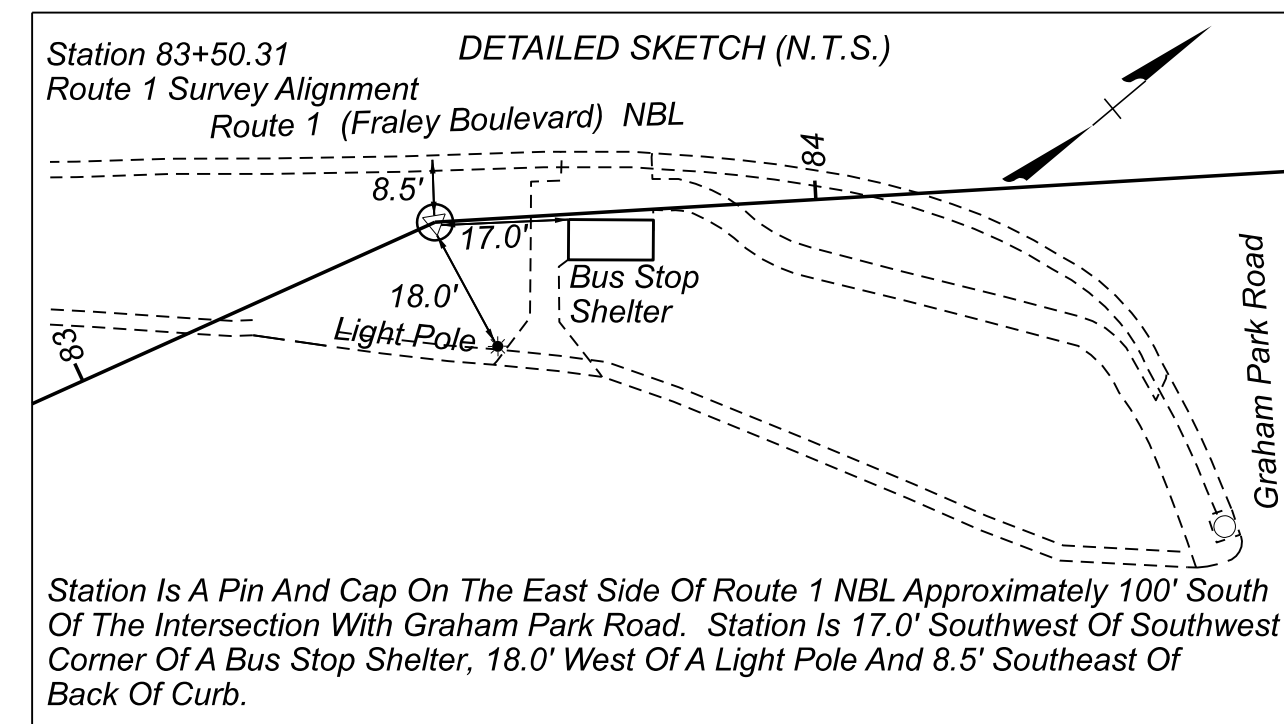 Station 83+50.31
DETAILED SKETCH (N.T.S.)
Route 1 Survey Alignment
Route 1 (Fraley Boulevard) NBL
84
8.5'
17.0'
18.0'
Bus Stop
Shelter
Light Pole
83
Graham Park Road
Station Is A Pin And Cap On The East Side Of Route 1 NBL Approximately 100' South
Of The Intersection With Graham Park Road. Station Is 17.0' Southwest Of Southwest
Corner Of A Bus Stop Shelter, 18.0' West Of A Light Pole And 8.5' Southeast Of
Back Of Curb.